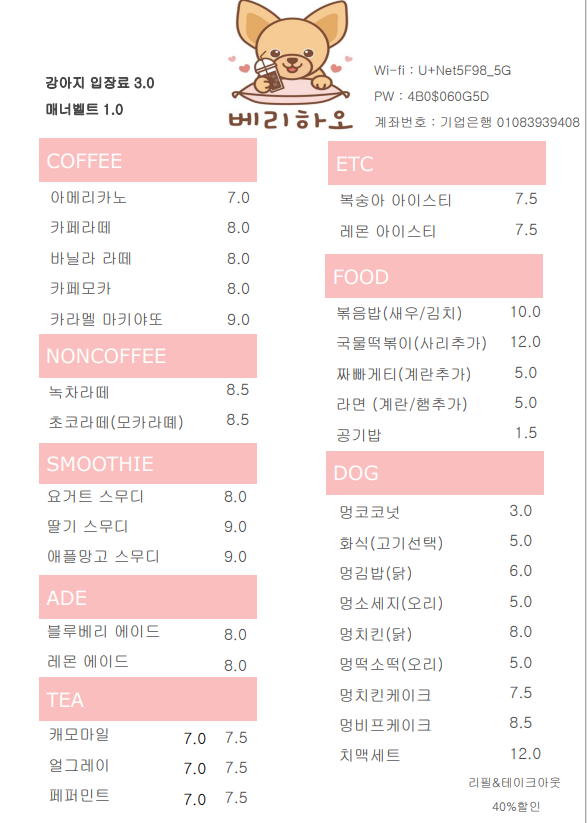 강아지 입장료 3.0
매너벨트 1.0
베리하오
Wi-fi : U+Net5F98_5G
PW : 4B0$060G5D
계좌번호 : 기업은행 01083939408
COFFEE
아메리카노 7.0
카페라떼 8.0
바닐라 라떼 8.0
카페모카 8.0
카라멜 마키야또 9.0
NONCOFFEE
녹차라떼 8.5
초코라떼(모카라떼) 8.5
SMOOTHIE
요거트 스무디 8.0
딸기 스무디 9.0
애플망고 스무디 9.0
ADE
블루베리 에이드 8.0
레몬 에이드 8.0
TEA
캐모마일 7.0 7.5
얼그레이 7.0 7.5
페퍼민트 7.0 7.5
ETC
복숭아 아이스티 7.5
레몬 아이스티 7.5
FOOD
볶음밥(새우/김치) 10.0
국물떡볶이(사리추가) 12.0
짜빠게티(계란추가) 5.0
라면 (계란/햄추가) 5.0
공기밥 1.5
DOG
멍코코넛 3.0
화식(고기선택) 5.0
멍김밥(닭) 6.0
멍소세지(오리) 5.0
멍치킨(닭) 8.0
멍떡소떡(오리) 5.0
멍치킨케이크 7.5
멍비프케이크 8.5
치맥세트 12.0
리필&테이크아웃
40%할인